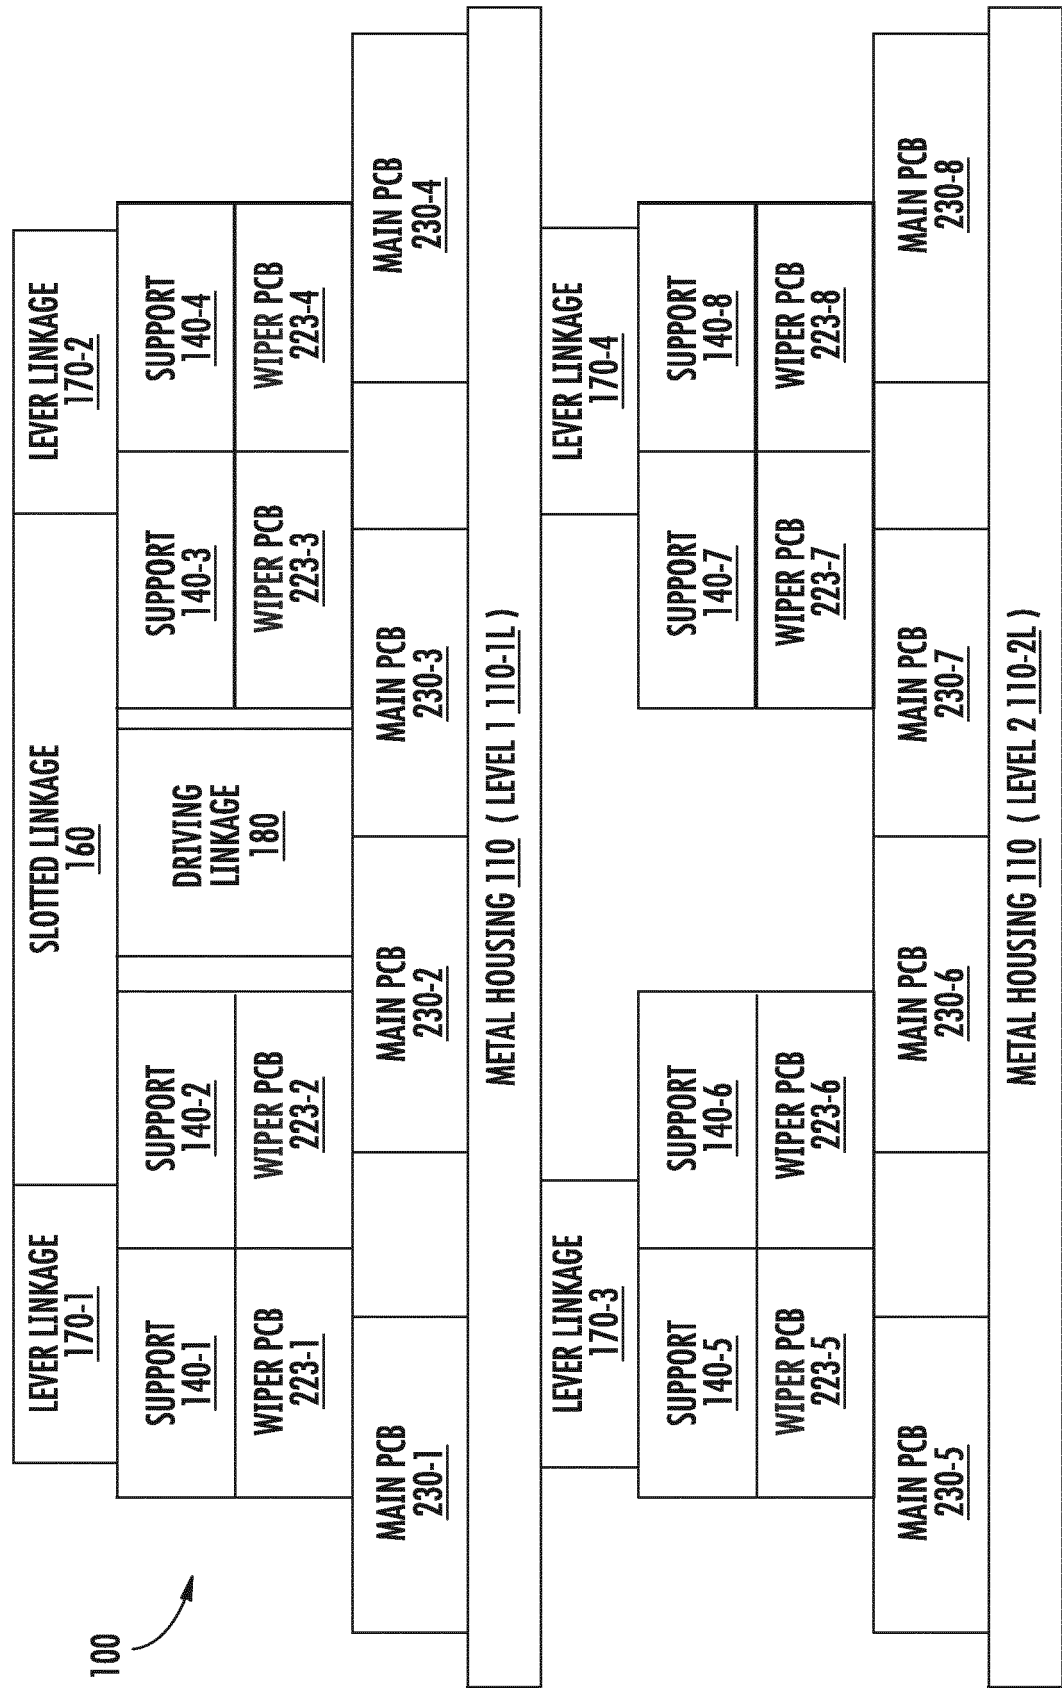 100
LEVER LINKAGE
170-1
SLOTTED LINKAGE
160
LEVER LINKAGE
170-2
SUPPORT
140-1
SUPPORT
140-2
DRIVING
LINKAGE
180
SUPPORT
140-3
SUPPORT
140-4
WIPER PCB
223-1
WIPER PCB
223-2
WIPER PCB
223-3
WIPER PCB
223-4
MAIN PCB
230-1
MAIN PCB
230-2
MAIN PCB
230-3
MAIN PCB
230-4
METAL HOUSING 110 ( LEVEL 1 110-1L )
LEVER LINKAGE
170-3
LEVER LINKAGE
170-4
SUPPORT
140-5
SUPPORT
140-6
SUPPORT
140-7
SUPPORT
140-8
WIPER PCB
223-5
WIPER PCB
223-6
WIPER PCB
223-7
WIPER PCB
223-8
MAIN PCB
230-5
MAIN PCB
230-6
MAIN PCB
230-7
MAIN PCB
230-8
METAL HOUSING 110 ( LEVEL 2 110-2L )